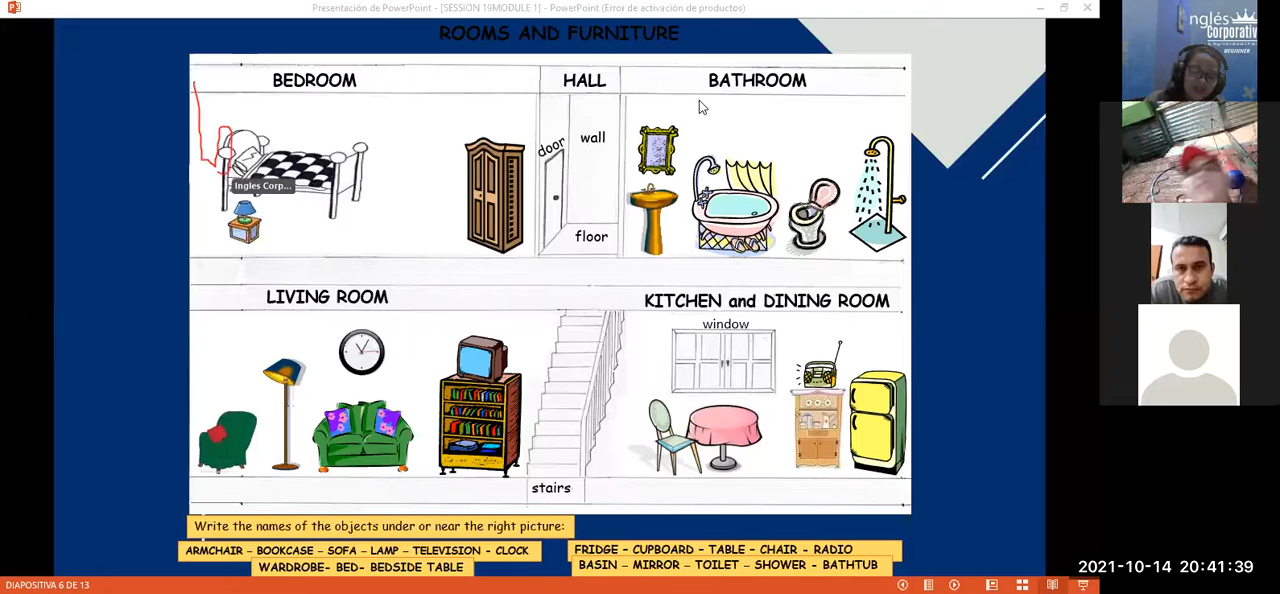 Presentación de PowerPoint - [SESSION 19MODULE 1] - PowerPoint (Error de activación de productos)
nglés
Corporativ
BEGINNER
ROOMS AND FURNITURE
BEDROOM
HALL
BATHROOM
door
wall
Ingles Corp...
floor
LIVING ROOM
KITCHEN and DINING ROOM
window
stairs
Write the names of the objects under or near the right picture:
ARMCHAIR – BOOKCASE – SOFA – LAMP – TELEVISION - CLOCK
WARDROBE- BED- BEDSIDE TABLE
FRIDGE - CUPBOARD - TABLE - CHAIR - RADIO
BASIN – MIRROR – TOILET – SHOWER - BATHTUB
2021-10-14 20:41:39
DIAPOSITIVA 6 DE 13